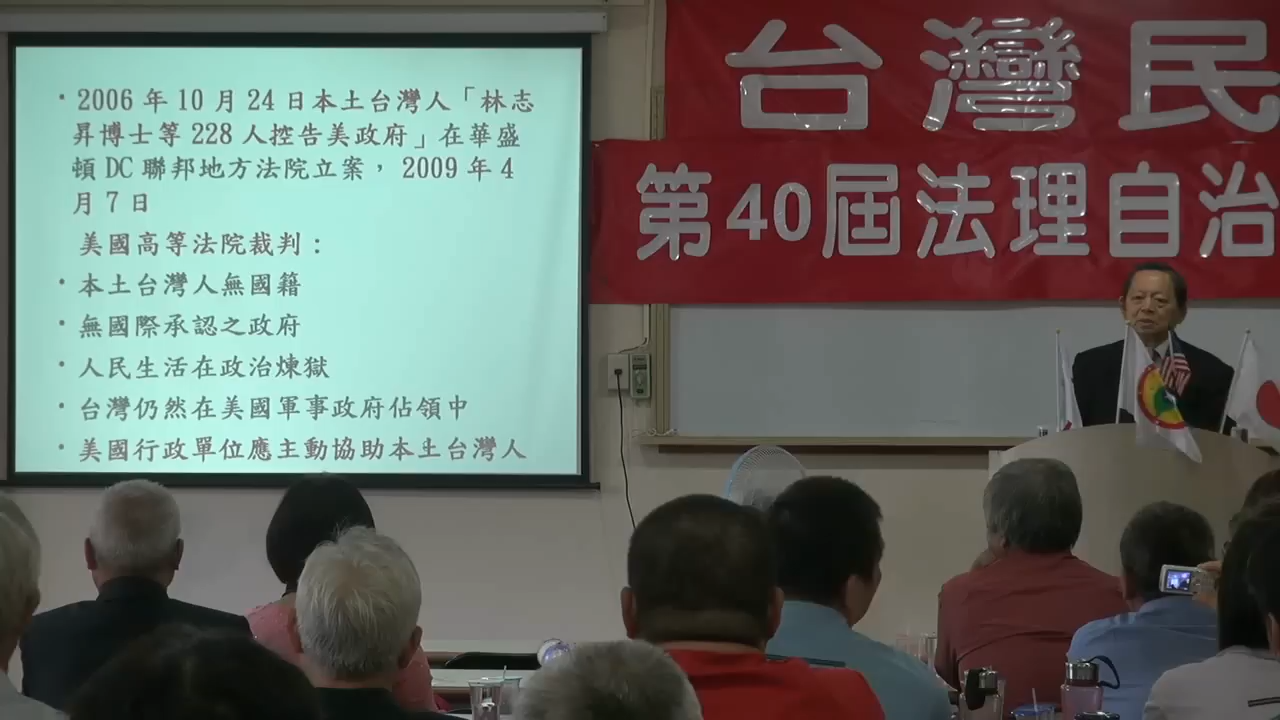 • 2006 年 10 月 24 日本土台灣人「林志
昇博士等 228 人控告美政府」在華盛
頓 DC 聯邦地方法院立案， 2009 年 4
月 7 日
美國高等法院裁判：
• 本土台灣人無國籍
• 無國際承認之政府
• 人民生活在政治煉獄
• 台灣仍然在美國軍事政府佔領中
• 美國行政單位應主動協助本土台灣人
台灣民
第40屆法理自治